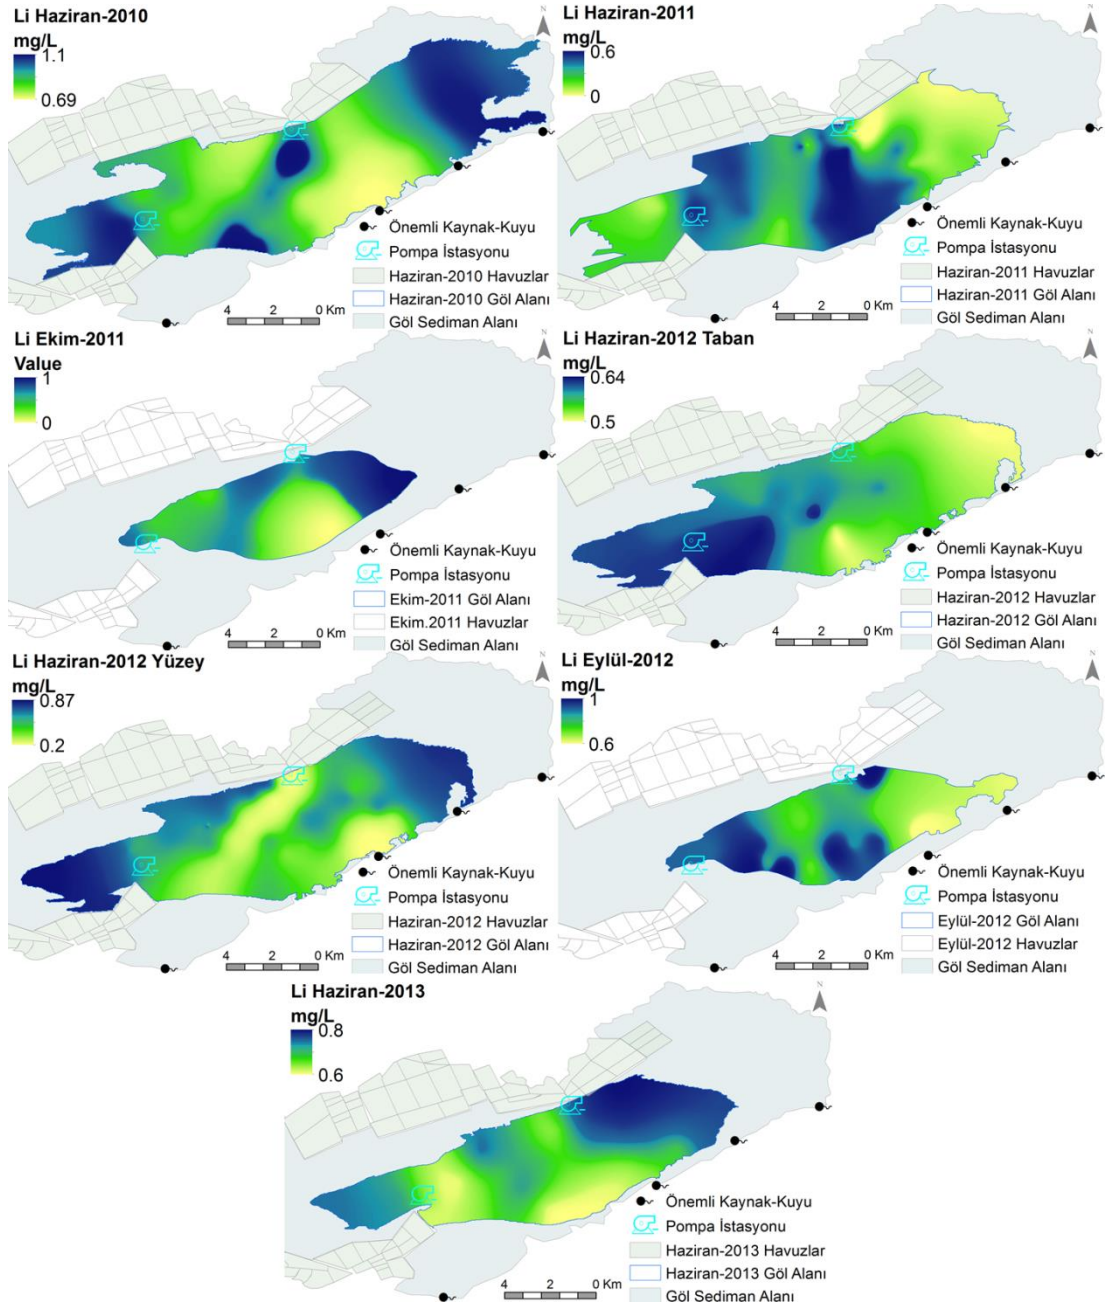 Li Haziran-2010
mg/L
1.1
0.69
N
Önemli Kaynak-Kuyu
Pompa İstasyonu
Haziran-2010 Havuzlar
Haziran-2010 Göl Alanı
Göl Sediman Alanı
4 2 0 Km
Li Haziran-2011
mg/L
0.6
0
N
Önemli Kaynak-Kuyu
Pompa İstasyonu
Haziran-2011 Havuzlar
Haziran-2011 Göl Alanı
Göl Sediman Alanı
4 2 0 Km
Li Ekim-2011
Value
1
0
N
Önemli Kaynak-Kuyu
Pompa İstasyonu
Ekim-2011 Göl Alanı
Ekim.2011 Havuzlar
Göl Sediman Alanı
4 2 0 Km
Li Haziran-2012 Taban
mg/L
0.64
0.5
N
Önemli Kaynak-Kuyu
Pompa İstasyonu
Haziran-2012 Havuzlar
Haziran-2012 Göl Alanı
Göl Sediman Alanı
4 2 0 Km
Li Haziran-2012 Yüzey
mg/L
0.87
0.2
N
Önemli Kaynak-Kuyu
Pompa İstasyonu
Haziran-2012 Havuzlar
Haziran-2012 Göl Alanı
Göl Sediman Alanı
4 2 0 Km
Li Eylül-2012
mg/L
1
0.6
N
Önemli Kaynak-Kuyu
Pompa İstasyonu
Eylül-2012 Göl Alanı
Eylül-2012 Havuzlar
Göl Sediman Alanı
4 2 0 Km
Li Haziran-2013
mg/L
0.8
0.6
N
Önemli Kaynak-Kuyu
Pompa İstasyonu
Haziran-2013 Havuzlar
Haziran-2013 Göl Alanı
Göl Sediman Alanı
4 2 0 Km